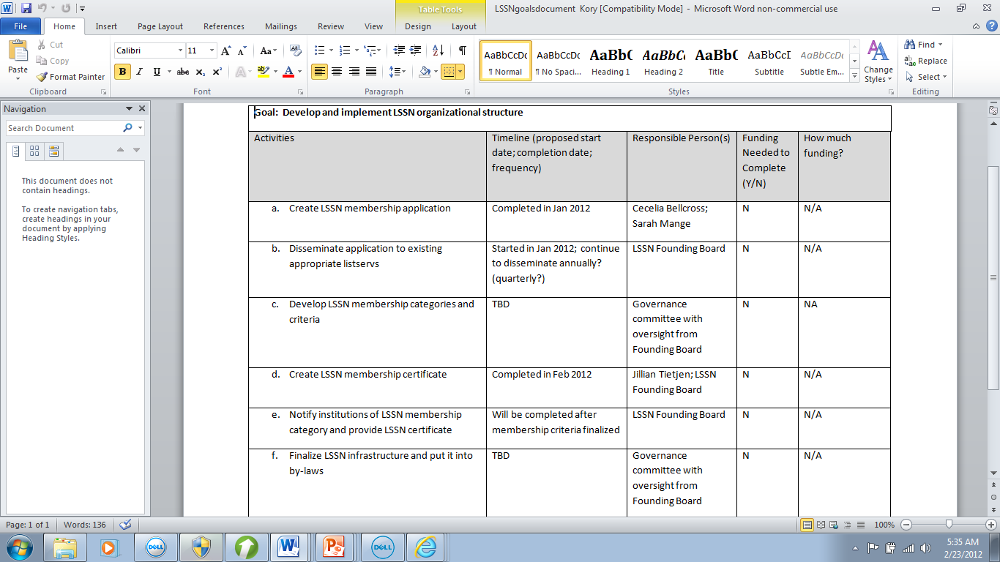 Table Tools
LSSNgoalsdocument  Kory [Compatibility Mode]  -  Microsoft Word non-commercial use
File Home Insert Page Layout References Mailings Review View Design Layout
Paste
Cut
Copy
Format Painter
Clipboard
Calibri 11
Font
Paragraph
AaBbCcDc AaBbCcDc AaBbC AaBbCc AaBbC AaBbCcI AaBbCcDc
¶ Normal ¶ No Spaci... Heading 1 Heading 2 Title Subtitle Subtle Em...
Change
Styles
Styles
Find
Replace
Select
Editing
Navigation
Search Document
This document does not
contain headings.
To create navigation tabs,
create headings in your
document by applying
Heading Styles.
Goal:  Develop and implement LSSN organizational structure
Activities
Timeline (proposed start
date; completion date;
frequency)
Responsible Person(s)
Funding
Needed to
Complete
(Y/N)
How much
funding?
a. Create LSSN membership application
Completed in Jan 2012
Cecelia Bellcross;
Sarah Mange
N
N/A
b. Disseminate application to existing
appropriate listservs
Started in Jan 2012;  continue
to disseminate annually?
(quarterly?)
LSSN Founding Board
N
N/A
c. Develop LSSN membership categories and
criteria
TBD
Governance
committee with
oversight from
Founding Board
N
NA
d. Create LSSN membership certificate
Completed in Feb 2012
Jillian Tietjen; LSSN
Founding Board
N
N/A
e. Notify institutions of LSSN membership
category and provide LSSN certificate
Will be completed after
membership criteria finalized
LSSN Founding Board
N
N/A
f. Finalize LSSN infrastructure and put it into
by-laws
TBD
Governance
committee with
oversight from
Founding Board
N
N/A
Page: 1 of 1 Words: 136 100%
5:35 AM
2/23/2012